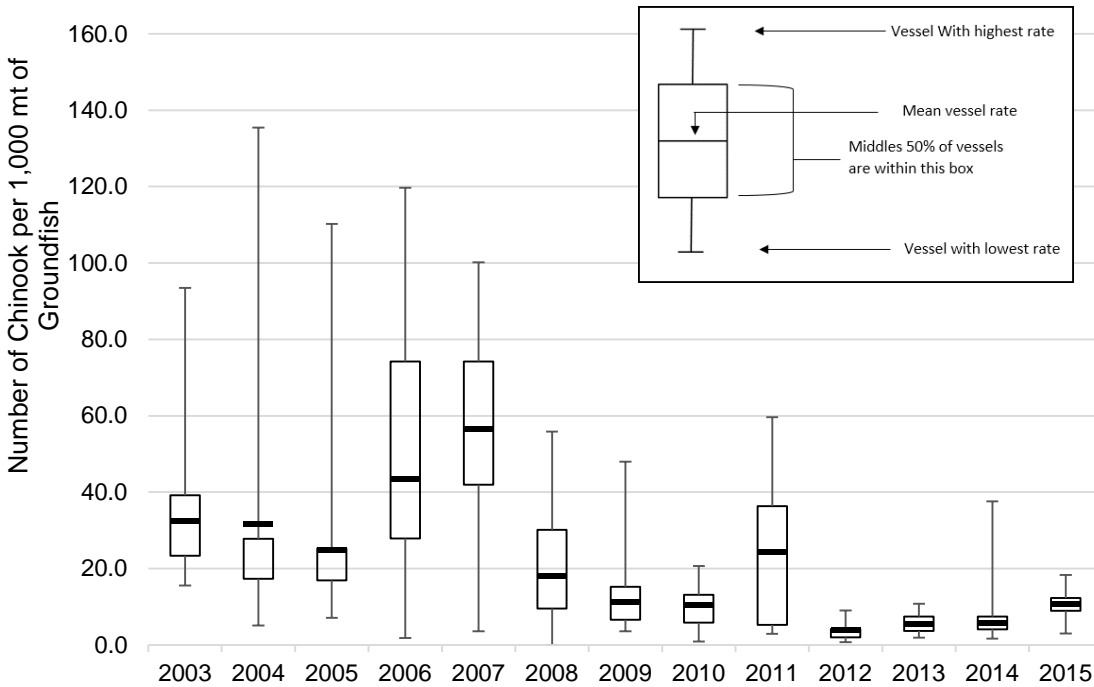 Number of Chinook per 1,000 mt of
Groundfish
160.0
140.0
120.0
100.0
80.0
60.0
40.0
20.0
0.0
Vessel With highest rate
Mean vessel rate
Middles 50% of vessels
are within this box
Vessel with lowest rate
2003 2004 2005 2006 2007 2008 2009 2010 2011 2012 2013 2014 2015